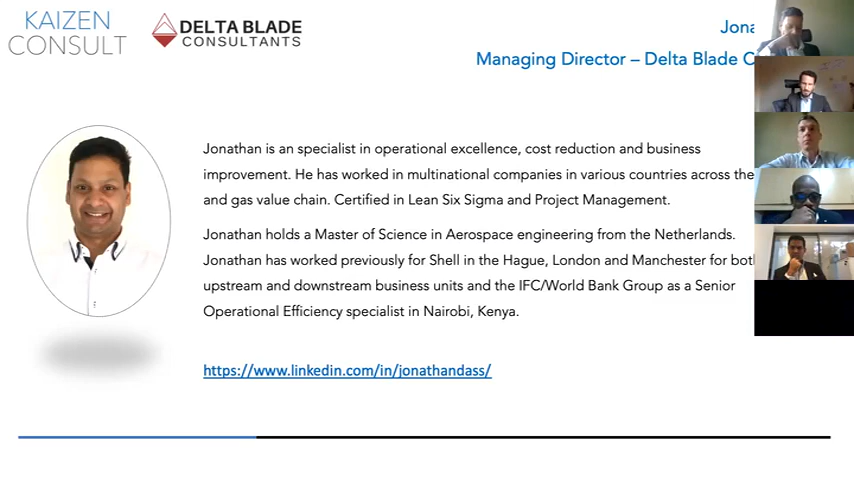 KAIZEN
CONSULT
DELTA BLADE
CONSULTANTS
Managing Director – Delta Blade
Jonathan is an specialist in operational excellence, cost reduction and business
improvement. He has worked in multinational companies in various countries across the
and gas value chain. Certified in Lean Six Sigma and Project Management.
Jonathan holds a Master of Science in Aerospace engineering from the Netherlands.
Jonathan has worked previously for Shell in the Hague, London and Manchester for
upstream and downstream business units and the IFC/World Bank Group as a Senior
Operational Efficiency specialist in Nairobi, Kenya.
https://www.linkedin.com/in/jonathandass/